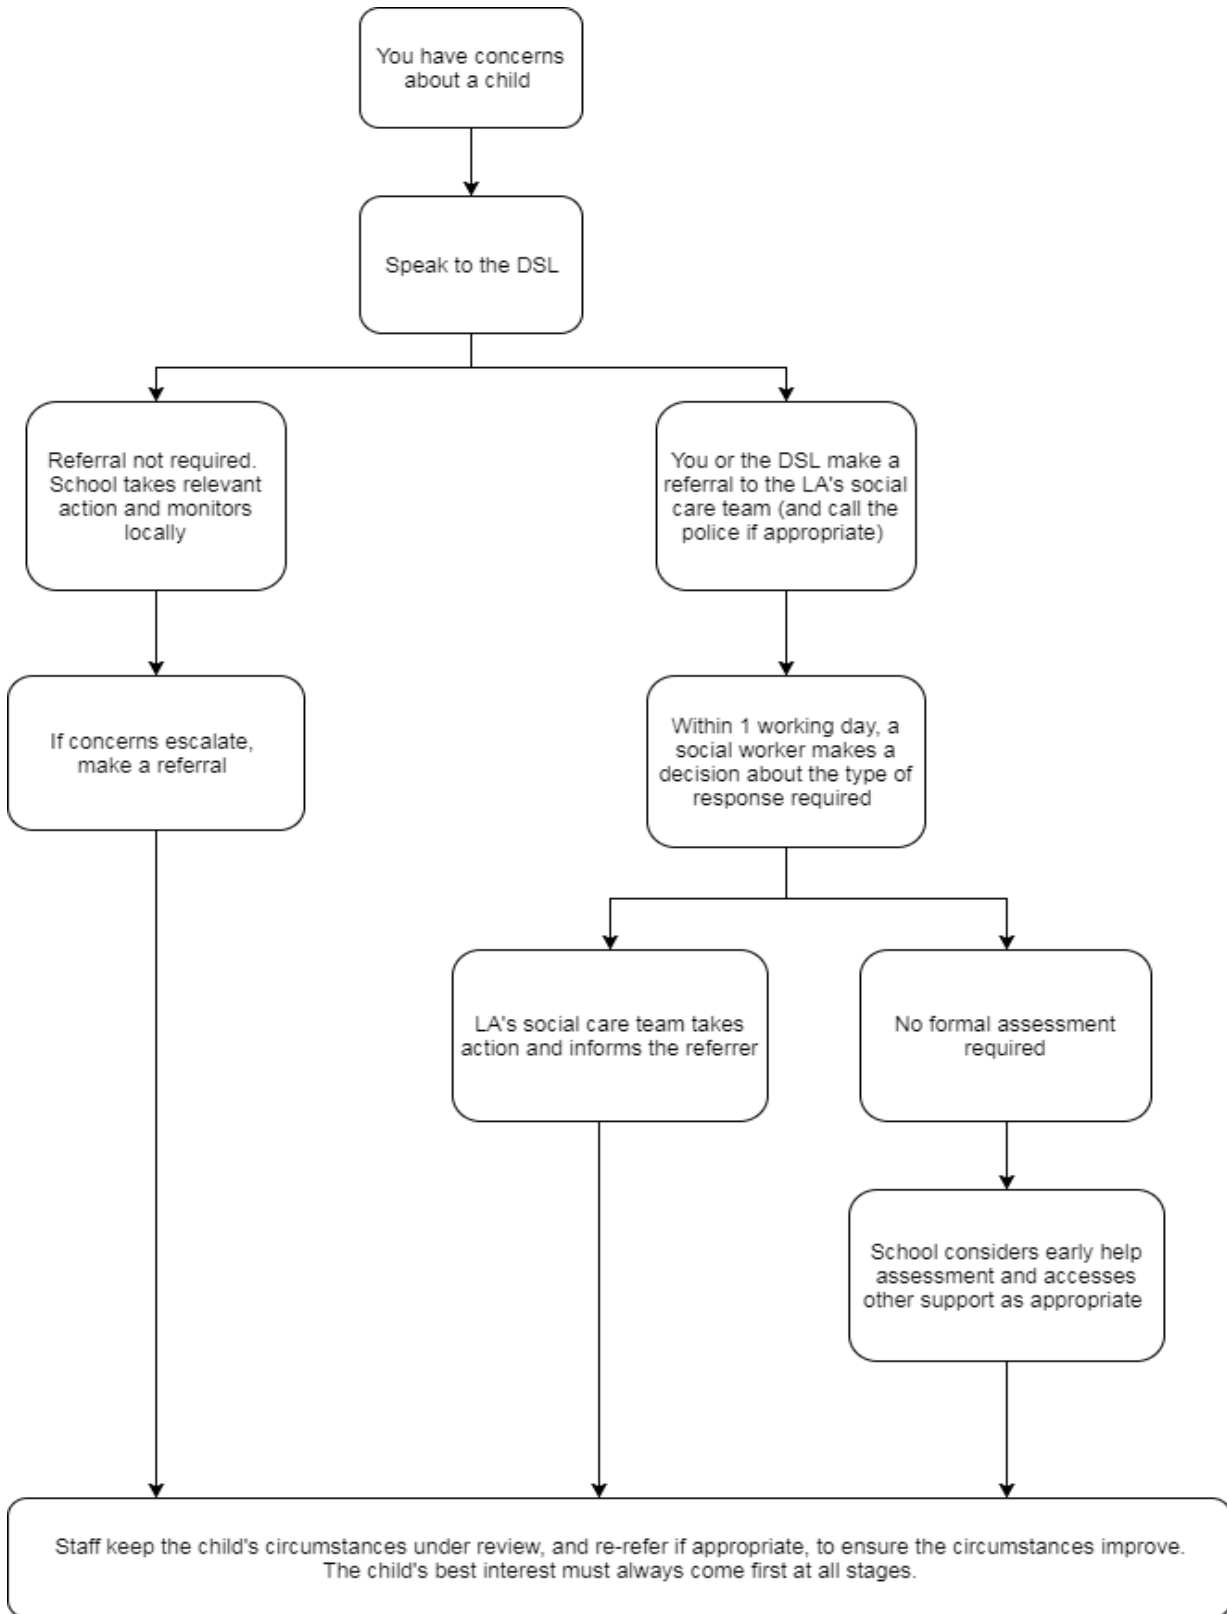 You have concerns
about a child
Speak to the DSL
Referral not required.
School takes relevant
action and monitors
locally
You or the DSL make a
referral to the LA's social
care team (and call the
police if appropriate)
If concerns escalate,
make a referral
Within 1 working day, a
social worker makes a
decision about the type of
response required
LA's social care team takes
action and informs the referrer
No formal assessment
required
School considers early help
assessment and accesses
other support as appropriate
Staff keep the child's circumstances under review, and re-refer if appropriate, to ensure the circumstances improve.
The child's best interest must always come first at all stages.